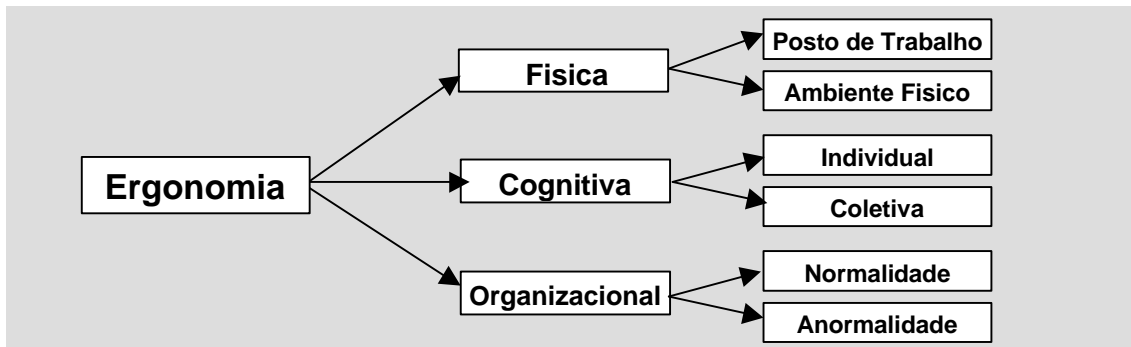 Ergonomia
Fisica
Posto de Trabalho
Ambiente Fisico
Cognitiva
Individual
Coletiva
Organizacional
Normalidade
Anormalidade